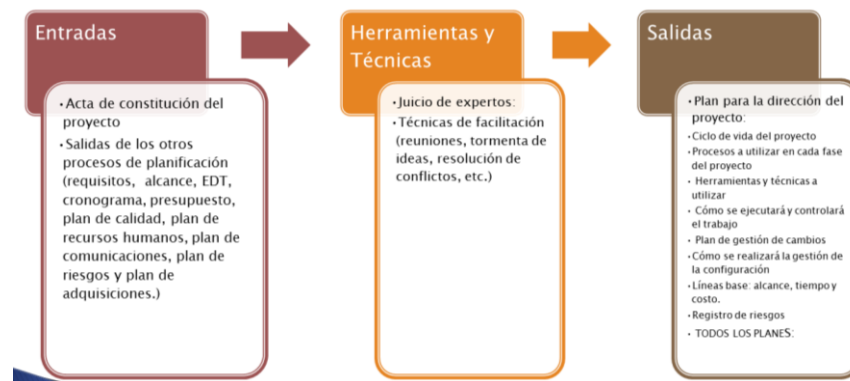 Entradas
• Acta de constitución del
proyecto
• Salidas de los otros
procesos de planificación
(requisitos, alcance, EDT,
cronograma, presupuesto,
plan de calidad, plan de
recursos humanos, plan de
comunicaciones, plan de
riesgos y plan de
adquisiciones.)
Herramientas y
Técnicas
• Juicio de expertos:
• Técnicas de facilitación
(reuniones, tormenta de
ideas, resolución de
conflictos, etc.)
Salidas
• Plan para la dirección del
proyecto:
• Ciclo de vida del proyecto
• Procesos a utilizar en cada fase
del proyecto
• Herramientas y técnicas a
utilizar
• Cómo se ejecutará y controlará
el trabajo
• Plan de gestión de cambios
• Cómo se realizará la gestión de
la configuración
• Líneas base: alcance, tiempo y
costo.
• Registro de riesgos
• TODOS LOS PLANES: